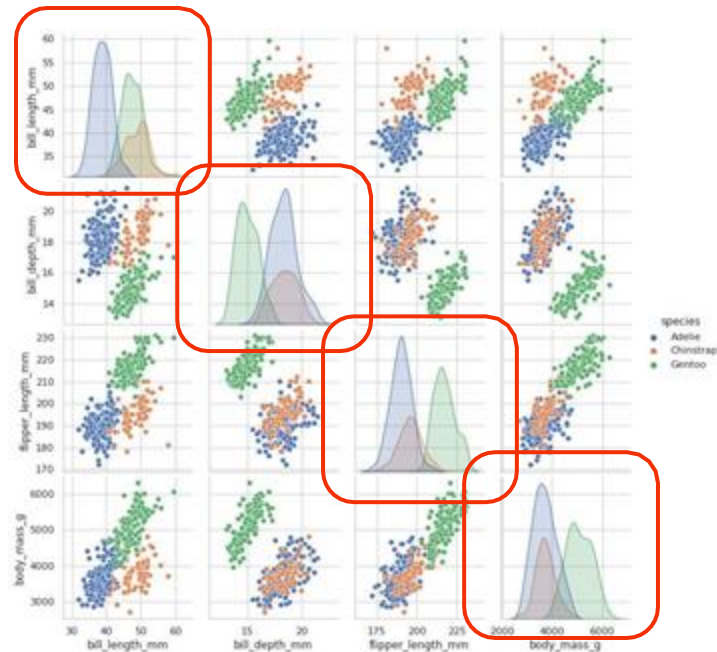 bill_length_mm
60
55
50
45
40
35
bill_depth_mm
20
18
16
14
flipper_length_mm
230
220
210
200
190
180
170
body_mass_g
6000
5000
4000
3000
30 40 50 60
bill_length_mm
15 20
bill_depth_mm
175 200 225
flipper_length_mm
2000 4000 6000
body_mass_g
species
Adelie
Chinstrap
Gentoo